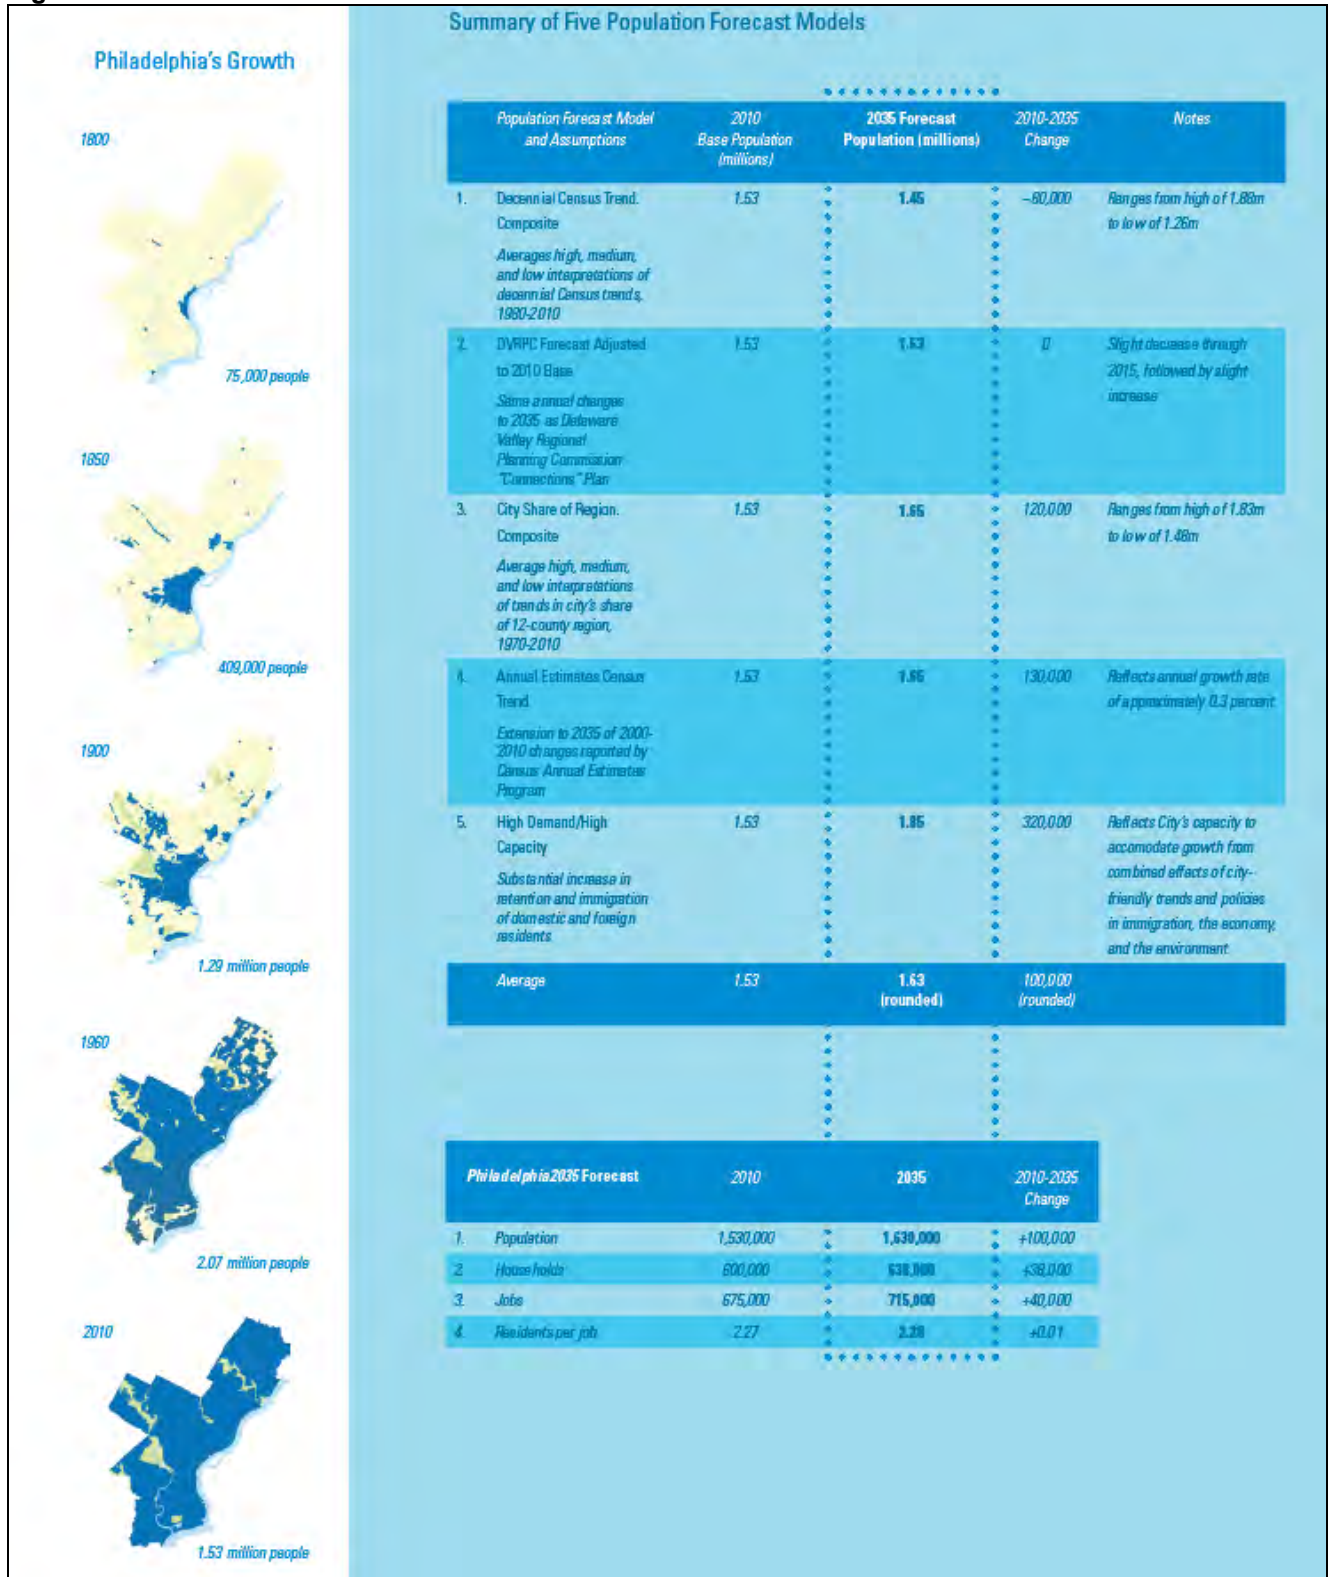 Summary of Five Population Forecast Models
Philadelphia's Growth
1800
75,000 people
1850
409,000 people
1900
1.29 million people
1960
2.07 million people
2010
1.53 million people
Population Forecast Model
and Assumptions
2010
Base Population
(millions)
2035 Forecast
Population (millions)
2010-2035
Change
Notes
1. Decennial Census Trend.
Composite
Averages high, medium,
and low interpretations of
decennial Census trends,
1980-2010
1.53
1.45
–80,000
Ranges from high of 1.88m
to low of 1.26m
2. DVRPC Forecast Adjusted
to 2010 Base
Same annual changes
to 2035 as Delaware
Valley Regional
Planning Commission
"Connections" Plan
1.53
1.53
0
Slight decrease through
2015, followed by slight
increase
3. City Share of Region.
Composite
Average high, medium,
and low interpretations
of trends in city's share
of 12-county region,
1970-2010
1.53
1.65
120,000
Ranges from high of 1.83m
to low of 1.48m
4. Annual Estimates Census
Trend
Extension to 2035 of 2000-
2010 changes reported by
Census Annual Estimates
Program
1.53
130,000
Reflects annual growth rate
of approximately 0.3 percent
5. High Demand/High
Capacity
Substantial increase in
retention and immigration
of domestic and foreign
residents
1.53
1.85
320,000
Reflects City's capacity to
accomodate growth from
combined effects of city-
friendly trends and policies
in immigration, the economy,
and the environment
Average
1.53
1.63
(rounded)
100,000
(rounded)
Philadelphia2035 Forecast
2010
2035
2010-2035
Change
1. Population 1,530,000 1,630,000 +100,000
2. Households 600,000 638,000 +38,000
3. Jobs 675,000 715,000 +40,000
4. Residents per job 2.27 2.28 +0.01